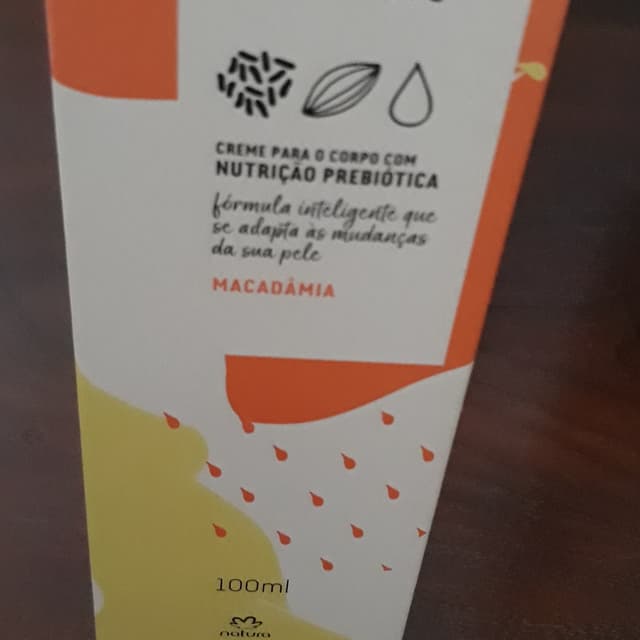 CREME PARA O CORPO COM
NUTRIÇÃO PREBIÓTICA
fórmula inteligente que
se adapta às mudanças
da sua pele
MACADÂMIA
100ml
natura